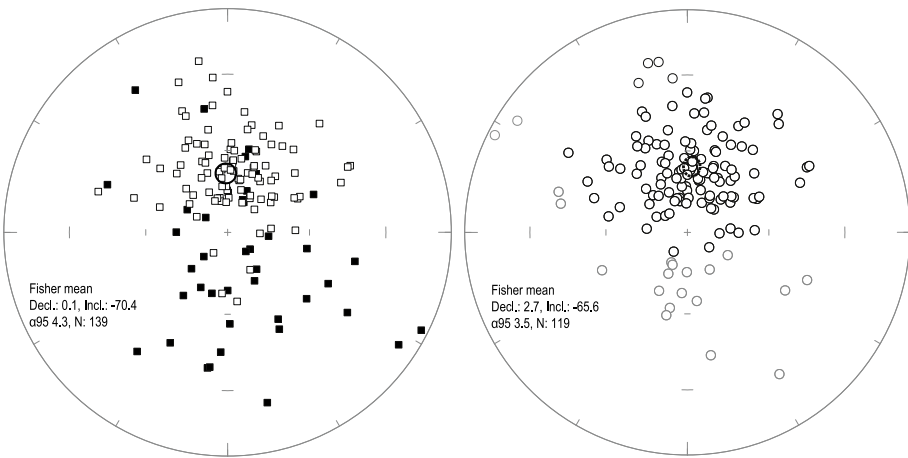 Fisher mean
Decl.: 0.1, Incl.: -70.4
α95 4.3, N: 139
Fisher mean
Decl.: 2.7, Incl.: -65.6
α95 3.5, N: 119